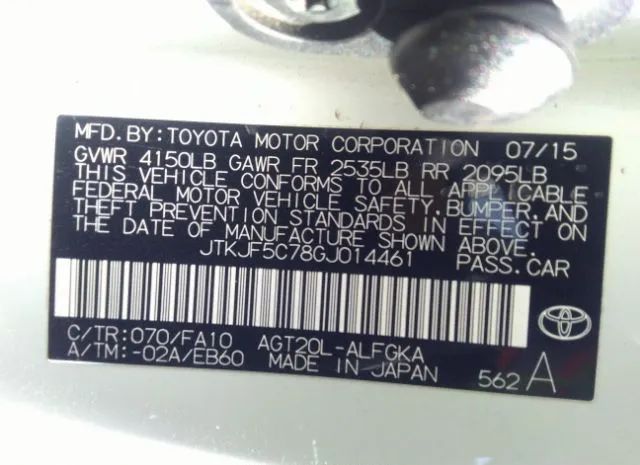 MFD. BY: TOYOTA MOTOR CORPORATION 07/15
GVWR 4150LB GAWR FR 2535LB RR 2095LB
THIS VEHICLE CONFORMS TO ALL APPLICABLE
FEDERAL MOTOR VEHICLE SAFETY, BUMPER, AND
THEFT PREVENTION STANDARDS IN EFFECT ON
THE DATE OF MANUFACTURE SHOWN ABOVE.
JTKJF5C78GJ014461 PASS.CAR
C/TR:070/FA10 AGT20L-ALFGKA
A/TM:-02A/EB60 MADE IN JAPAN
562 A